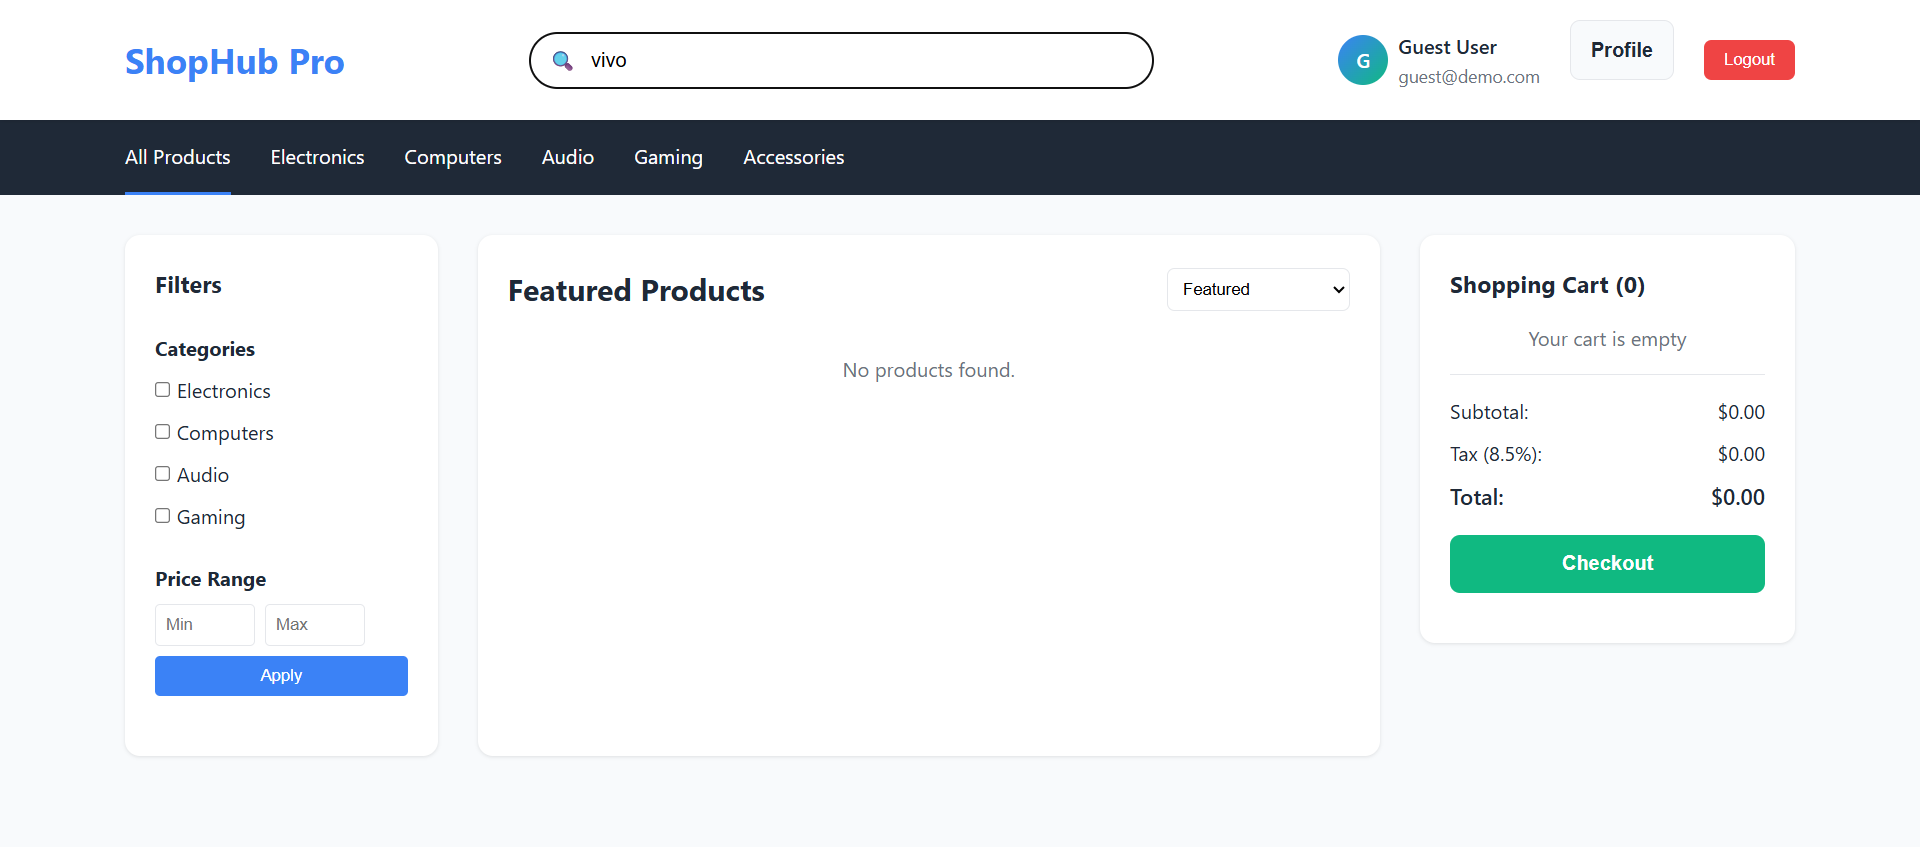 ShopHub Pro
vivo
G
Guest User
guest@demo.com
Profile
Logout
All Products
Electronics
Computers
Audio
Gaming
Accessories
Filters
Categories
Electronics
Computers
Audio
Gaming
Price Range
Min
Max
Apply
Featured Products
Featured
No products found.
Shopping Cart (0)
Your cart is empty
Subtotal: $0.00
Tax (8.5%): $0.00
Total: $0.00
Checkout